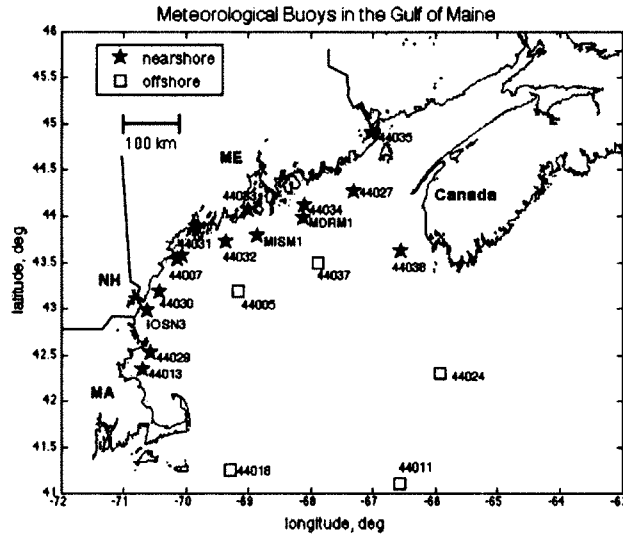 Meteorological Buoys in the Gulf of Maine
46
45.5
45
44.5
44
43.5
43
42.5
42
41.5
41
latitude, deg
nearshore
offshore
100 km
ME
NH
MA
Canada
44035
44027
44033
44034
MDRM1
44031
44032
MISM1
44038
44007
44037
44030
44005
IOSN3
44029
44013
44024
44018
44011
-72
-71
-70
-69
-68
-67
-66
-65
-64
-63
longitude, deg